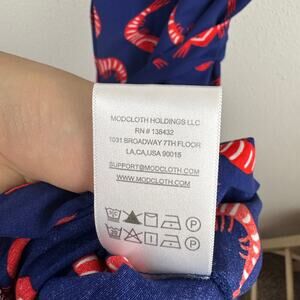 MODCLOTH HOLDINGS LLC
RN # 138432
1031 BROADWAY 7TH FLOOR
LA,CA,USA 90015
SUPPORT@MODCLOTH.COM
WWW.MODCLOTH.COM